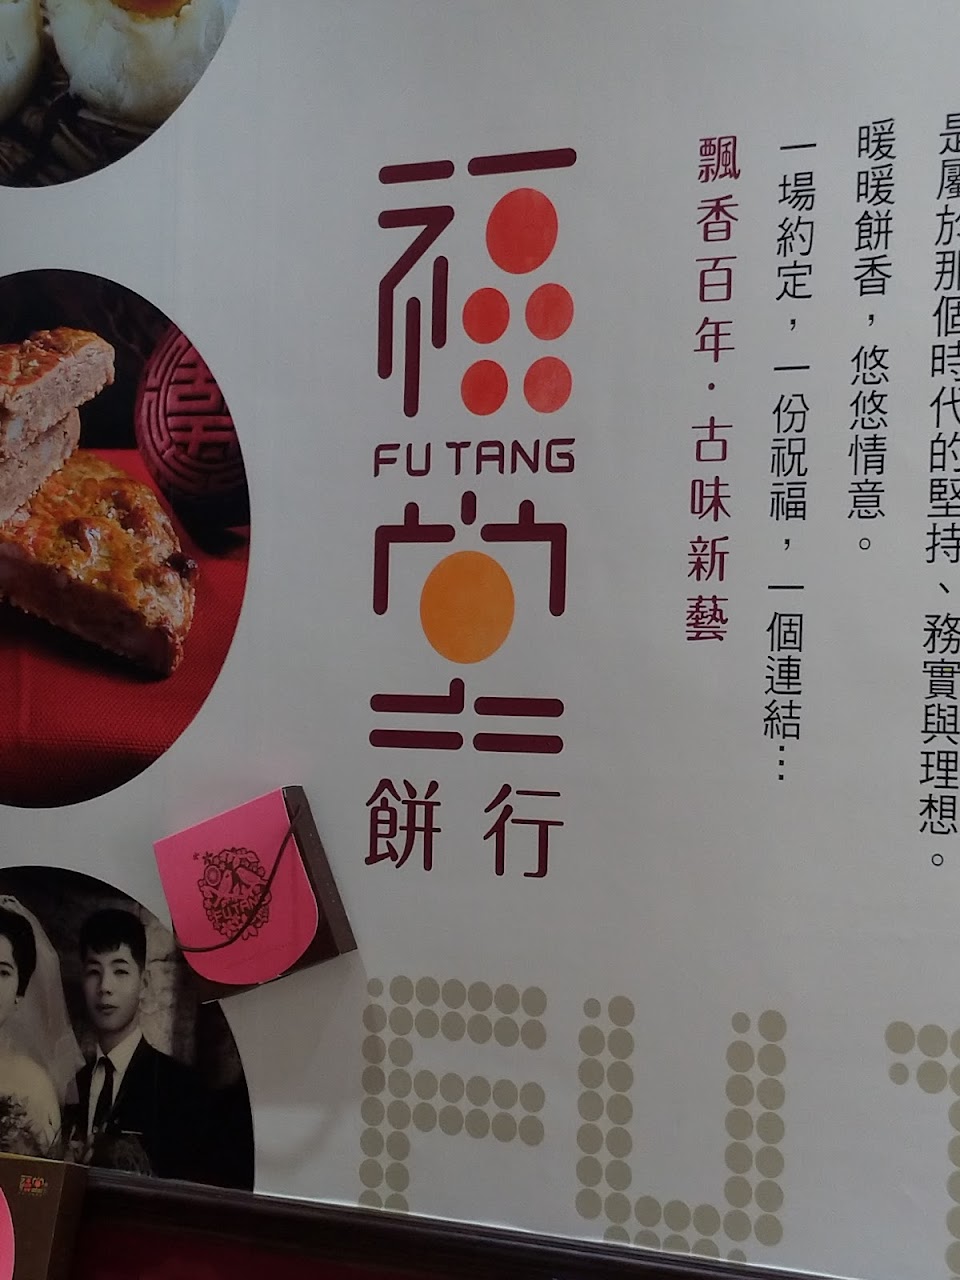 福
FU TANG
堂
餅行
飄香百年·古味新藝
一場約定，一份祝福，一個連結…
暖暖餅香，悠悠情意。
是屬於那個時代的堅持、務實與理想。
FU
FUTANG